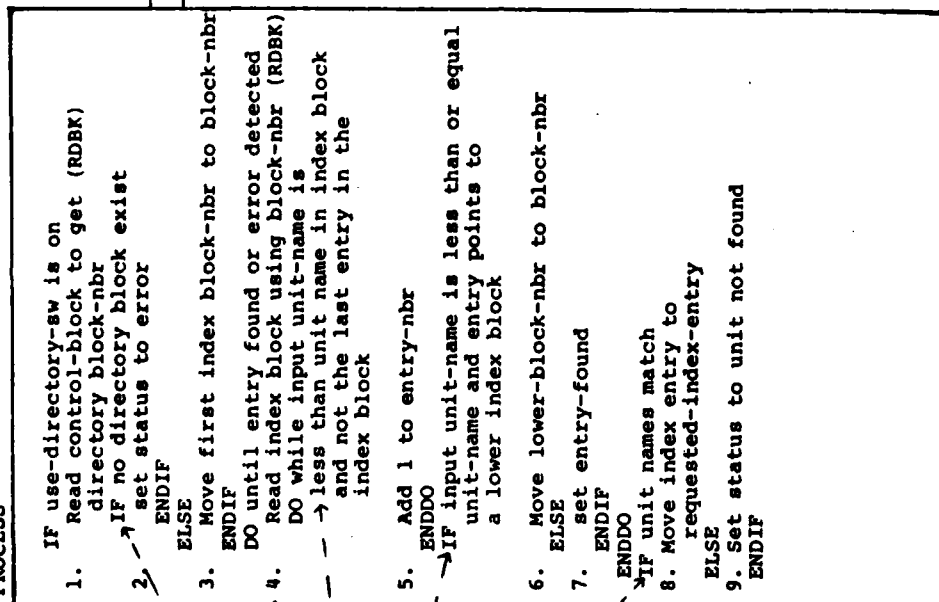 PROCESS
IF use-directory-sw is on
1. Read control-block to get (RDBK)
directory block-nbr
IF no directory block exist
2. set status to error
ENDIF
ELSE
3. Move first index block-nbr to block-nbr
ENDIF
DO until entry found or error detected
4. Read index block using block-nbr (RDBK)
DO while input unit-name is
less than unit name in index block
and not the last entry in the
index block
5. Add 1 to entry-nbr
ENDDO
IF input unit-name is less than or equal
unit-name and entry points to
a lower index block
6. Move lower-block-nbr to block-nbr
ELSE
7. set entry-found
ENDIF
ENDDO
IF unit names match
8. Move index entry to
requested-index-entry
ELSE
9. Set status to unit not found
ENDIF